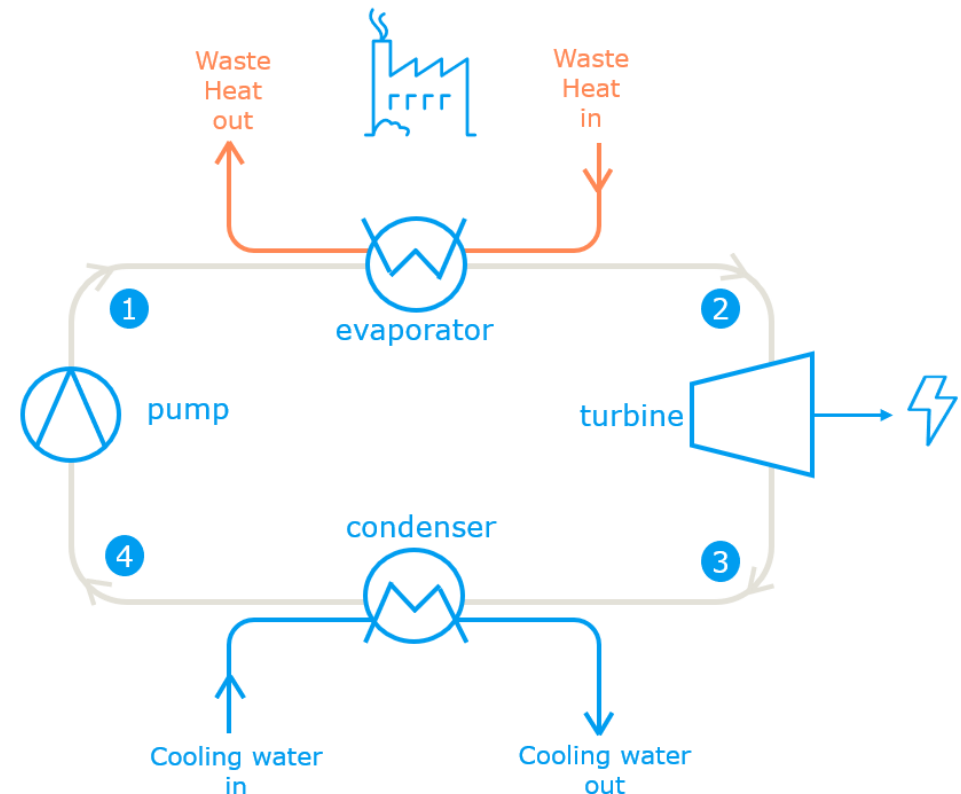 Waste
Heat
out
Waste
Heat
in
1
2
evaporator
pump
turbine
condenser
4
3
Cooling water
in
Cooling water
out